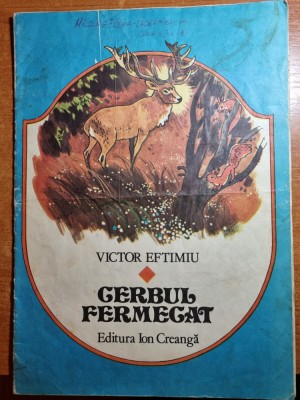 VICTOR EFTIMIU
CERBUL
FERMECAT
Editura Ion Creangă